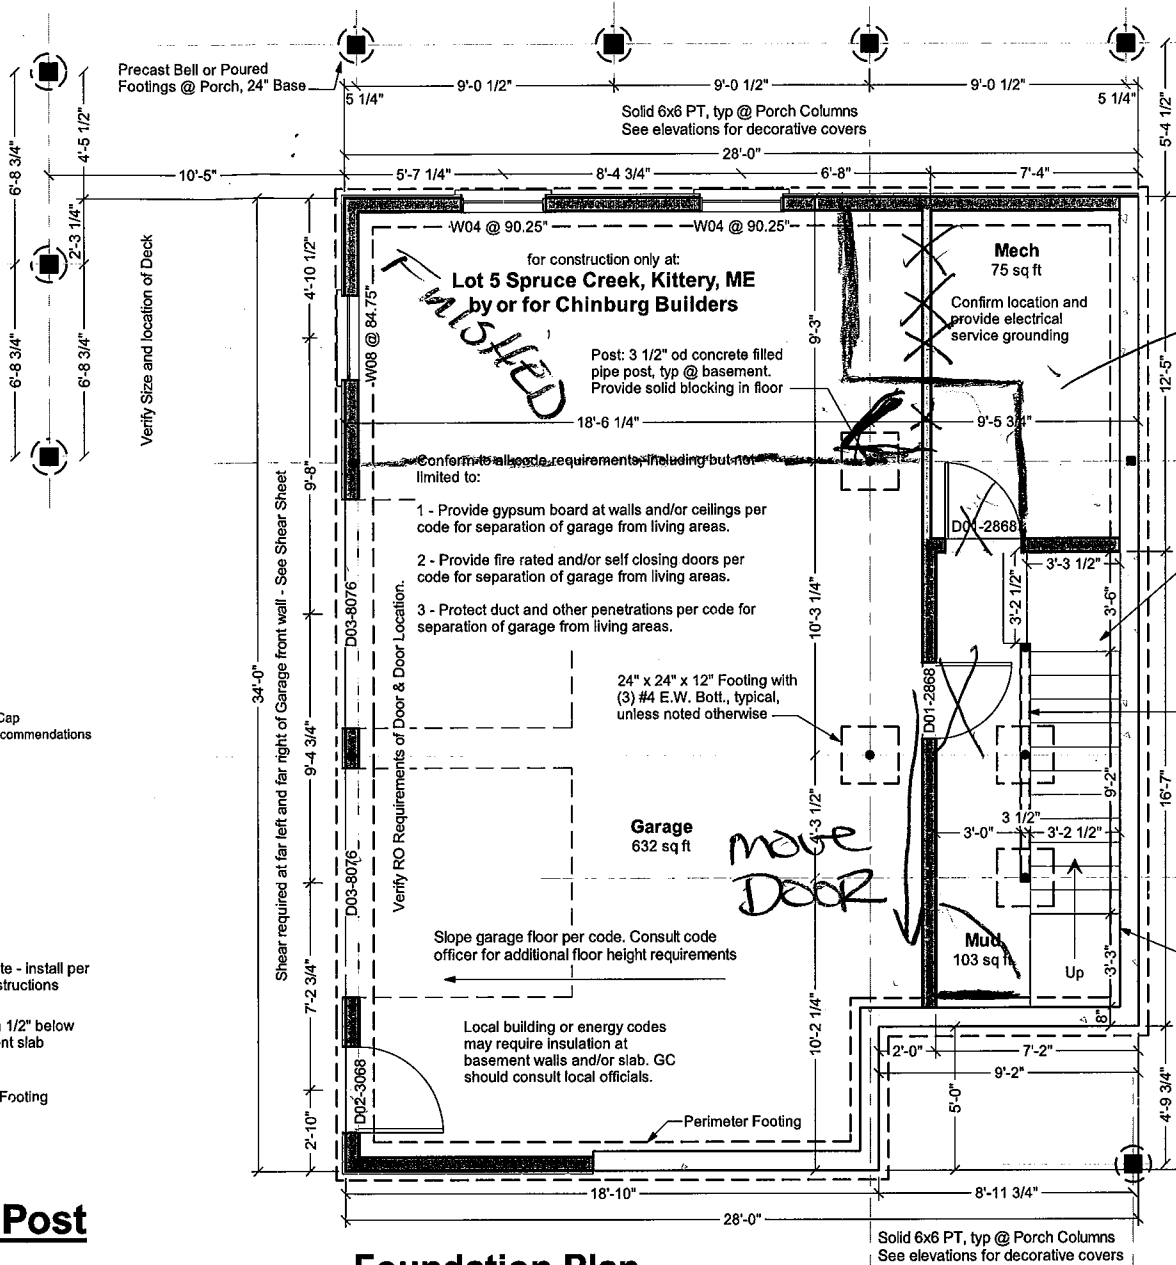 Precast Bell or Poured
Footings @ Porch, 24" Base
5 1/4"
9'-0 1/2"
9'-0 1/2"
9'-0 1/2"
5 1/4"
Solid 6x6 PT, typ @ Porch Columns
See elevations for decorative covers
28'-0"
10'-5"
5'-7 1/4"
8'-4 3/4"
6'-8"
7'-4"
6'-8 3/4"
4'-5 1/2"
2'-3 1/4"
6'-8 3/4"
6'-8 3/4"
5'-4 1/2"
Verify Size and location of Deck
W04 @ 90.25"
W04 @ 90.25"
4'-10 1/2"
W08 @ 84.75"
for construction only at:
Lot 5 Spruce Creek, Kittery, ME
by or for Chinburg Builders
FINISHED
Mech
75 sq ft
Confirm location and
provide electrical
service grounding
9'-3"
12'-5"
Post: 3 1/2" od concrete filled
pipe post, typ @ basement.
Provide solid blocking in floor
18'-6 1/4"
9'-5 3/4"
9'-8"
Conform to all code requirements, including but not
limited to:
1 - Provide gypsum board at walls and/or ceilings per
code for separation of garage from living areas.
2 - Provide fire rated and/or self closing doors per
code for separation of garage from living areas.
3 - Protect duct and other penetrations per code for
separation of garage from living areas.
D01-2868
3'-3 1/2"
3'-2 1/2"
3'-6"
10'-3 1/4"
D03-8076
Verify RO Requirements of Door & Door Location.
Shear required at far left and far right of Garage front wall - See Shear Sheet
34'-0"
24" x 24" x 12" Footing with
(3) #4 E.W. Bott., typical,
unless noted otherwise
D01-2868
Cap
commendations
9'-4 3/4"
9'-2"
16'-7"
3 1/2"
3'-0"
3'-2 1/2"
4'-3 1/2"
Garage
632 sq ft
move
DOOR
D03-8076
Slope garage floor per code. Consult code
officer for additional floor height requirements
Mud
103 sq ft
Up
3'-3"
8"
te - install per
structions
1/2" below
ent slab
Footing
7'-2 3/4"
Local building or energy codes
may require insulation at
basement walls and/or slab. GC
should consult local officials.
10'-2 1/4"
2'-0"
7'-2"
9'-2"
5'-0"
4'-9 3/4"
D02-3068
2'-10"
Perimeter Footing
18'-10"
8'-11 3/4"
28'-0"
Post
Solid 6x6 PT, typ @ Porch Columns
See elevations for decorative covers
Foundation Plan